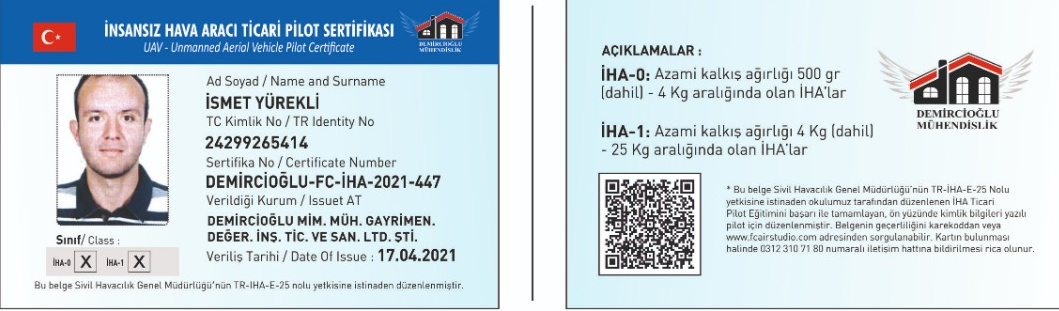 İNSANSIZ HAVA ARACI TİCARİ PİLOT SERTİFİKASI
UAV - Unmanned Aerial Vehicle Pilot Certificate
DEMİRCİOĞLU
MÜHENDİSLİK
Ad Soyad / Name and Surname
İSMET YÜREKLİ
TC Kimlik No / TR Identity No
24299265414
Sertifika No / Certificate Number
DEMİRCİOĞLU-FC-İHA-2021-447
Verildiği Kurum / Issuet AT
DEMİRCİOĞLU MİM. MÜH. GAYRİMEN.
DEĞER. İNŞ. TİC. VE SAN. LTD. ŞTİ.
Veriliş Tarihi / Date Of Issue : 17.04.2021
Sınıf/ Class :
İHA-0 X İHA-1 X
Bu belge Sivil Havacılık Genel Müdürlüğü'nün TR-İHA-E-25 nolu yetkisine istinaden düzenlenmiştir.
AÇIKLAMALAR :
İHA-0: Azami kalkış ağırlığı 500 gr
(dahil) - 4 Kg aralığında olan İHA'lar
İHA-1: Azami kalkış ağırlığı 4 Kg (dahil)
- 25 Kg aralığında olan İHA'lar
DEMİRCİOĞLU
MÜHENDİSLİK
* Bu belge Sivil Havacılık Genel Müdürlüğü'nün TR-İHA-E-25 Nolu
yetkisine istinaden okulumuz tarafından düzenlenen İHA Ticari
Pilot Eğitimini başarı ile tamamlayan, ön yüzünde kimlik bilgileri yazılı
pilot için düzenlenmiştir. Belgenin geçerliliğini karekoddan veya
www.fcairstudio.com adresinden sorgulanabilir. Kartın bulunması
halinde 0312 310 71 80 numaralı iletişim hattına bildirilmesi rica olunur.